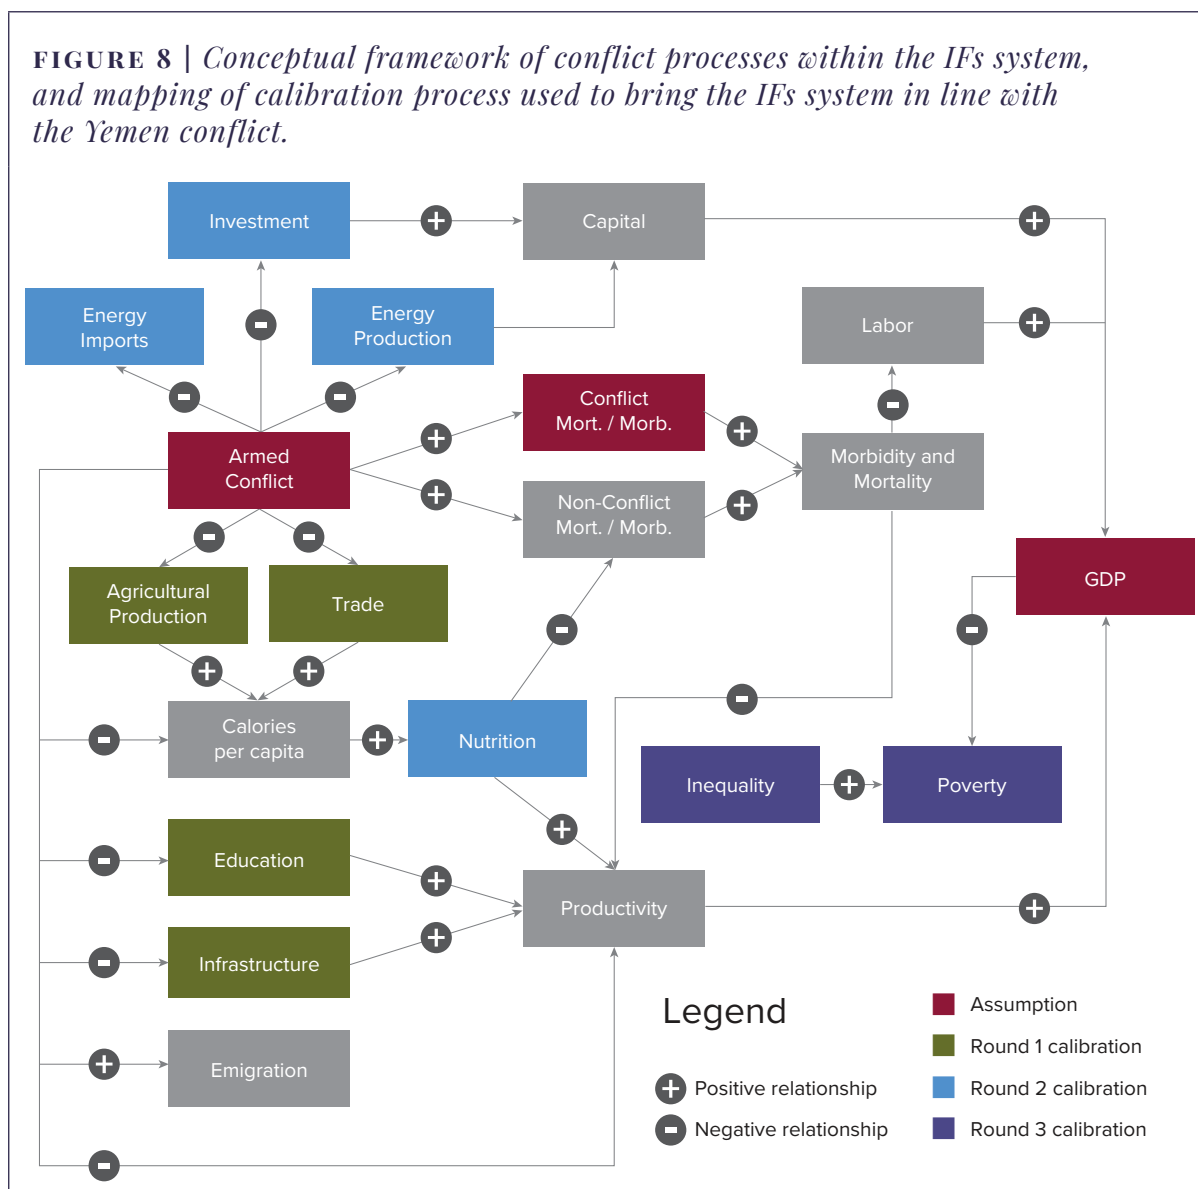 FIGURE 8 | Conceptual framework of conflict processes within the IFs system,
and mapping of calibration process used to bring the IFs system in line with
the Yemen conflict.
Investment
+
Capital
+
Energy
Imports
-
Energy
Production
Labor
+
-
-
Conflict
Mort. / Morb.
-
+
+
Armed
Conflict
Morbidity and
Mortality
+
Non-Conflict
Mort. / Morb.
+
-
-
GDP
Agricultural
Production
Trade
-
-
+
+
Calories
per capita
-
-
+
Nutrition
Inequality
+
Poverty
+
Education
-
+
Productivity
+
+
Infrastructure
-
Legend
Assumption
Round 1 calibration
Emigration
+
+ Positive relationship
Round 2 calibration
- Negative relationship
Round 3 calibration
-